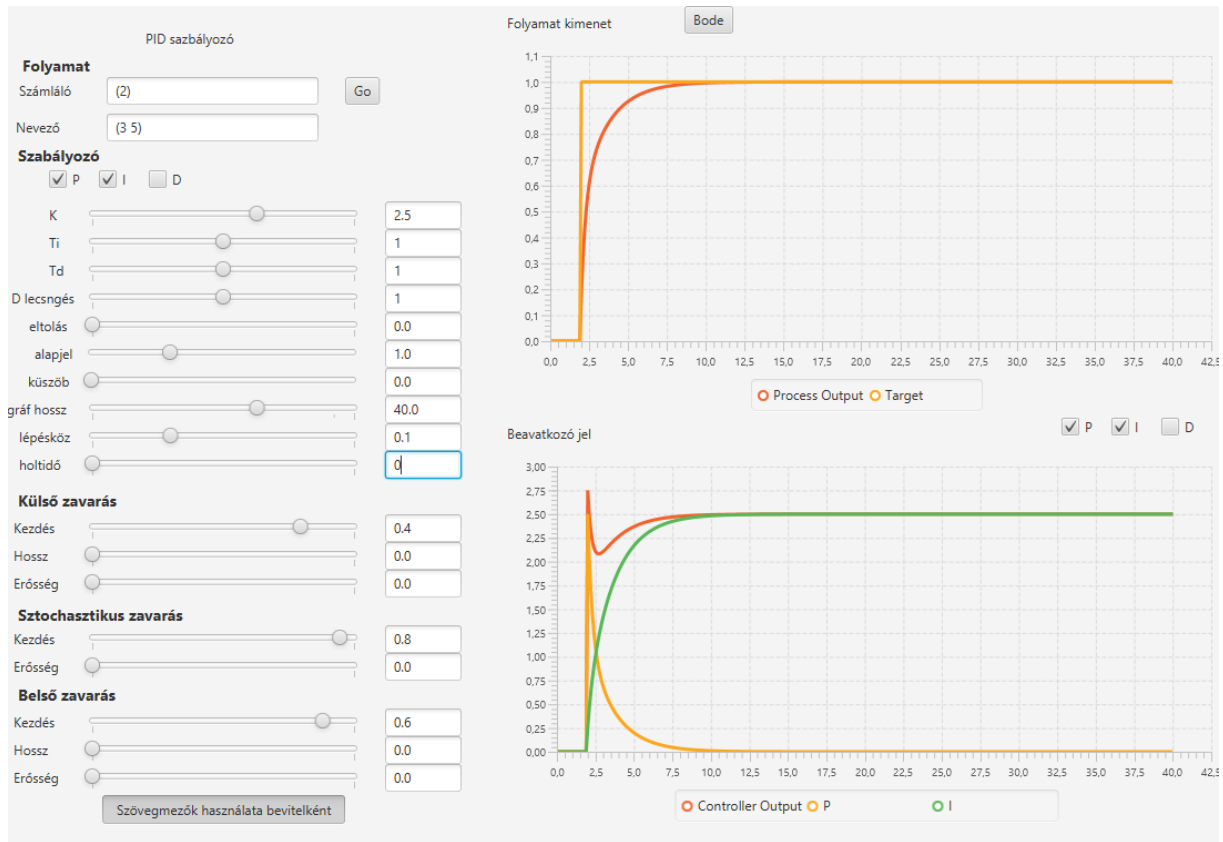 PID sazbályozó
Folyamat
Számláló (2) Go
Nevező (3 5)
Szabályozó
P I D
K 2.5
Ti 1
Td 1
D lecsngés 1
eltolás 0.0
alapjel 1.0
küszöb 0.0
gráf hossz 40.0
lépésköz 0.1
holtidő 0
Külső zavarás
Kezdés 0.4
Hossz 0.0
Erősség 0.0
Sztochasztikus zavarás
Kezdés 0.8
Erősség 0.0
Belső zavarás
Kezdés 0.6
Hossz 0.0
Erősség 0.0
Szövegmezők használata bevitelként
Folyamat kimenet Bode
1,1
1,0
0,9
0,8
0,7
0,6
0,5
0,4
0,3
0,2
0,1
0,0
0,0 2,5 5,0 7,5 10,0 12,5 15,0 17,5 20,0 22,5 25,0 27,5 30,0 32,5 35,0 37,5 40,0 42,5
Process Output Target
Beavatkozó jel P I D
3,00
2,75
2,50
2,25
2,00
1,75
1,50
1,25
1,00
0,75
0,50
0,25
0,00
0,0 2,5 5,0 7,5 10,0 12,5 15,0 17,5 20,0 22,5 25,0 27,5 30,0 32,5 35,0 37,5 40,0 42,5
Controller Output P I